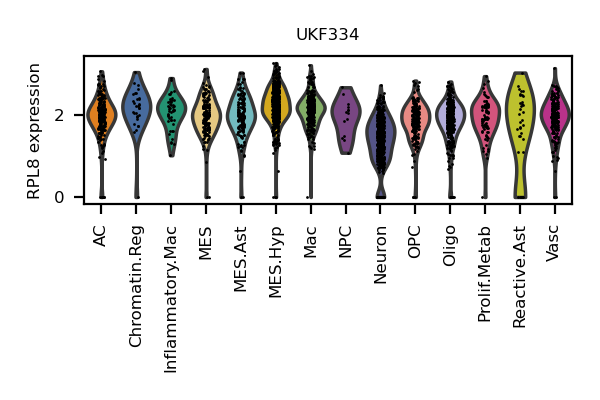 UKF334
RPL8 expression
2
0
AC
Chromatin.Reg
Inflammatory.Mac
MES
MES.Ast
MES.Hyp
Mac
NPC
Neuron
OPC
Oligo
Prolif.Metab
Reactive.Ast
Vasc